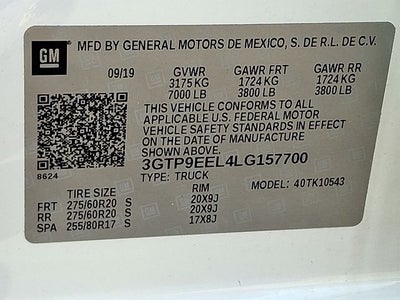 GM MFD BY GENERAL MOTORS DE MEXICO, S. DE R.L. DE C.V.
09/19 GVWR GAWR FRT GAWR RR
3175 KG 1724 KG 1724 KG
7000 LB 3800 LB 3800 LB
THIS VEHICLE CONFORMS TO ALL
APPLICABLE U.S. FEDERAL MOTOR
VEHICLE SAFETY STANDARDS IN EFFECT
ON THE DATE OF MANUFACTURE SHOWN ABOVE.
3GTP9EEL4LG157700
8624 TYPE: TRUCK MODEL: 40TK10543
TIRE SIZE RIM
FRT 275/60R20 S 20X9J
RR 275/60R20 S 20X9J
SPA 255/80R17 S 17X8J